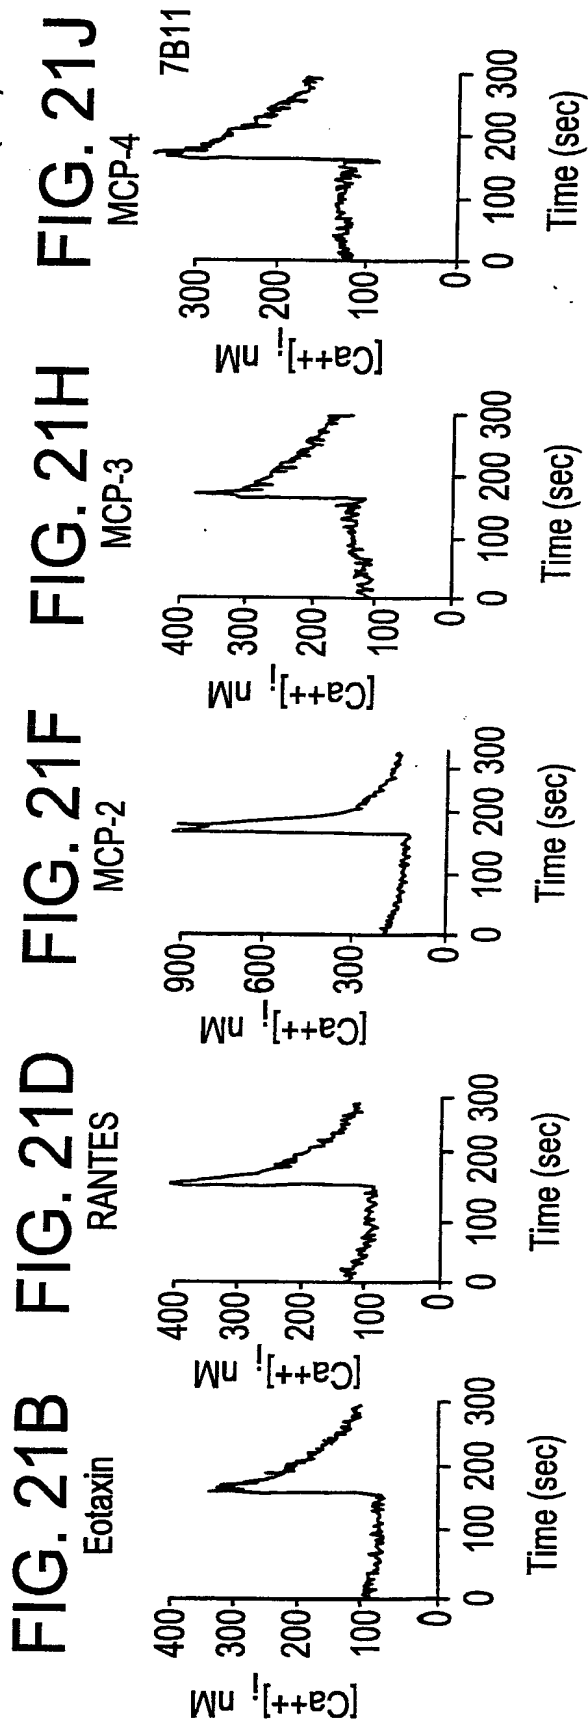 FIG. 21B
Eotaxin
[Ca++]i, nM
400
300
200
100
0
0 100 200 300
Time (sec)
FIG. 21D
RANTES
[Ca++]i, nM
400
300
200
100
0
0 100 200 300
Time (sec)
FIG. 21F
MCP-2
[Ca++]i, nM
900
600
300
0
0 100 200 300
Time (sec)
FIG. 21H
MCP-3
[Ca++]i, nM
400
300
200
100
0
0 100 200 300
Time (sec)
FIG. 21J
MCP-4
7B11
[Ca++]i, nM
300
200
100
0
0 100 200 300
Time (sec)